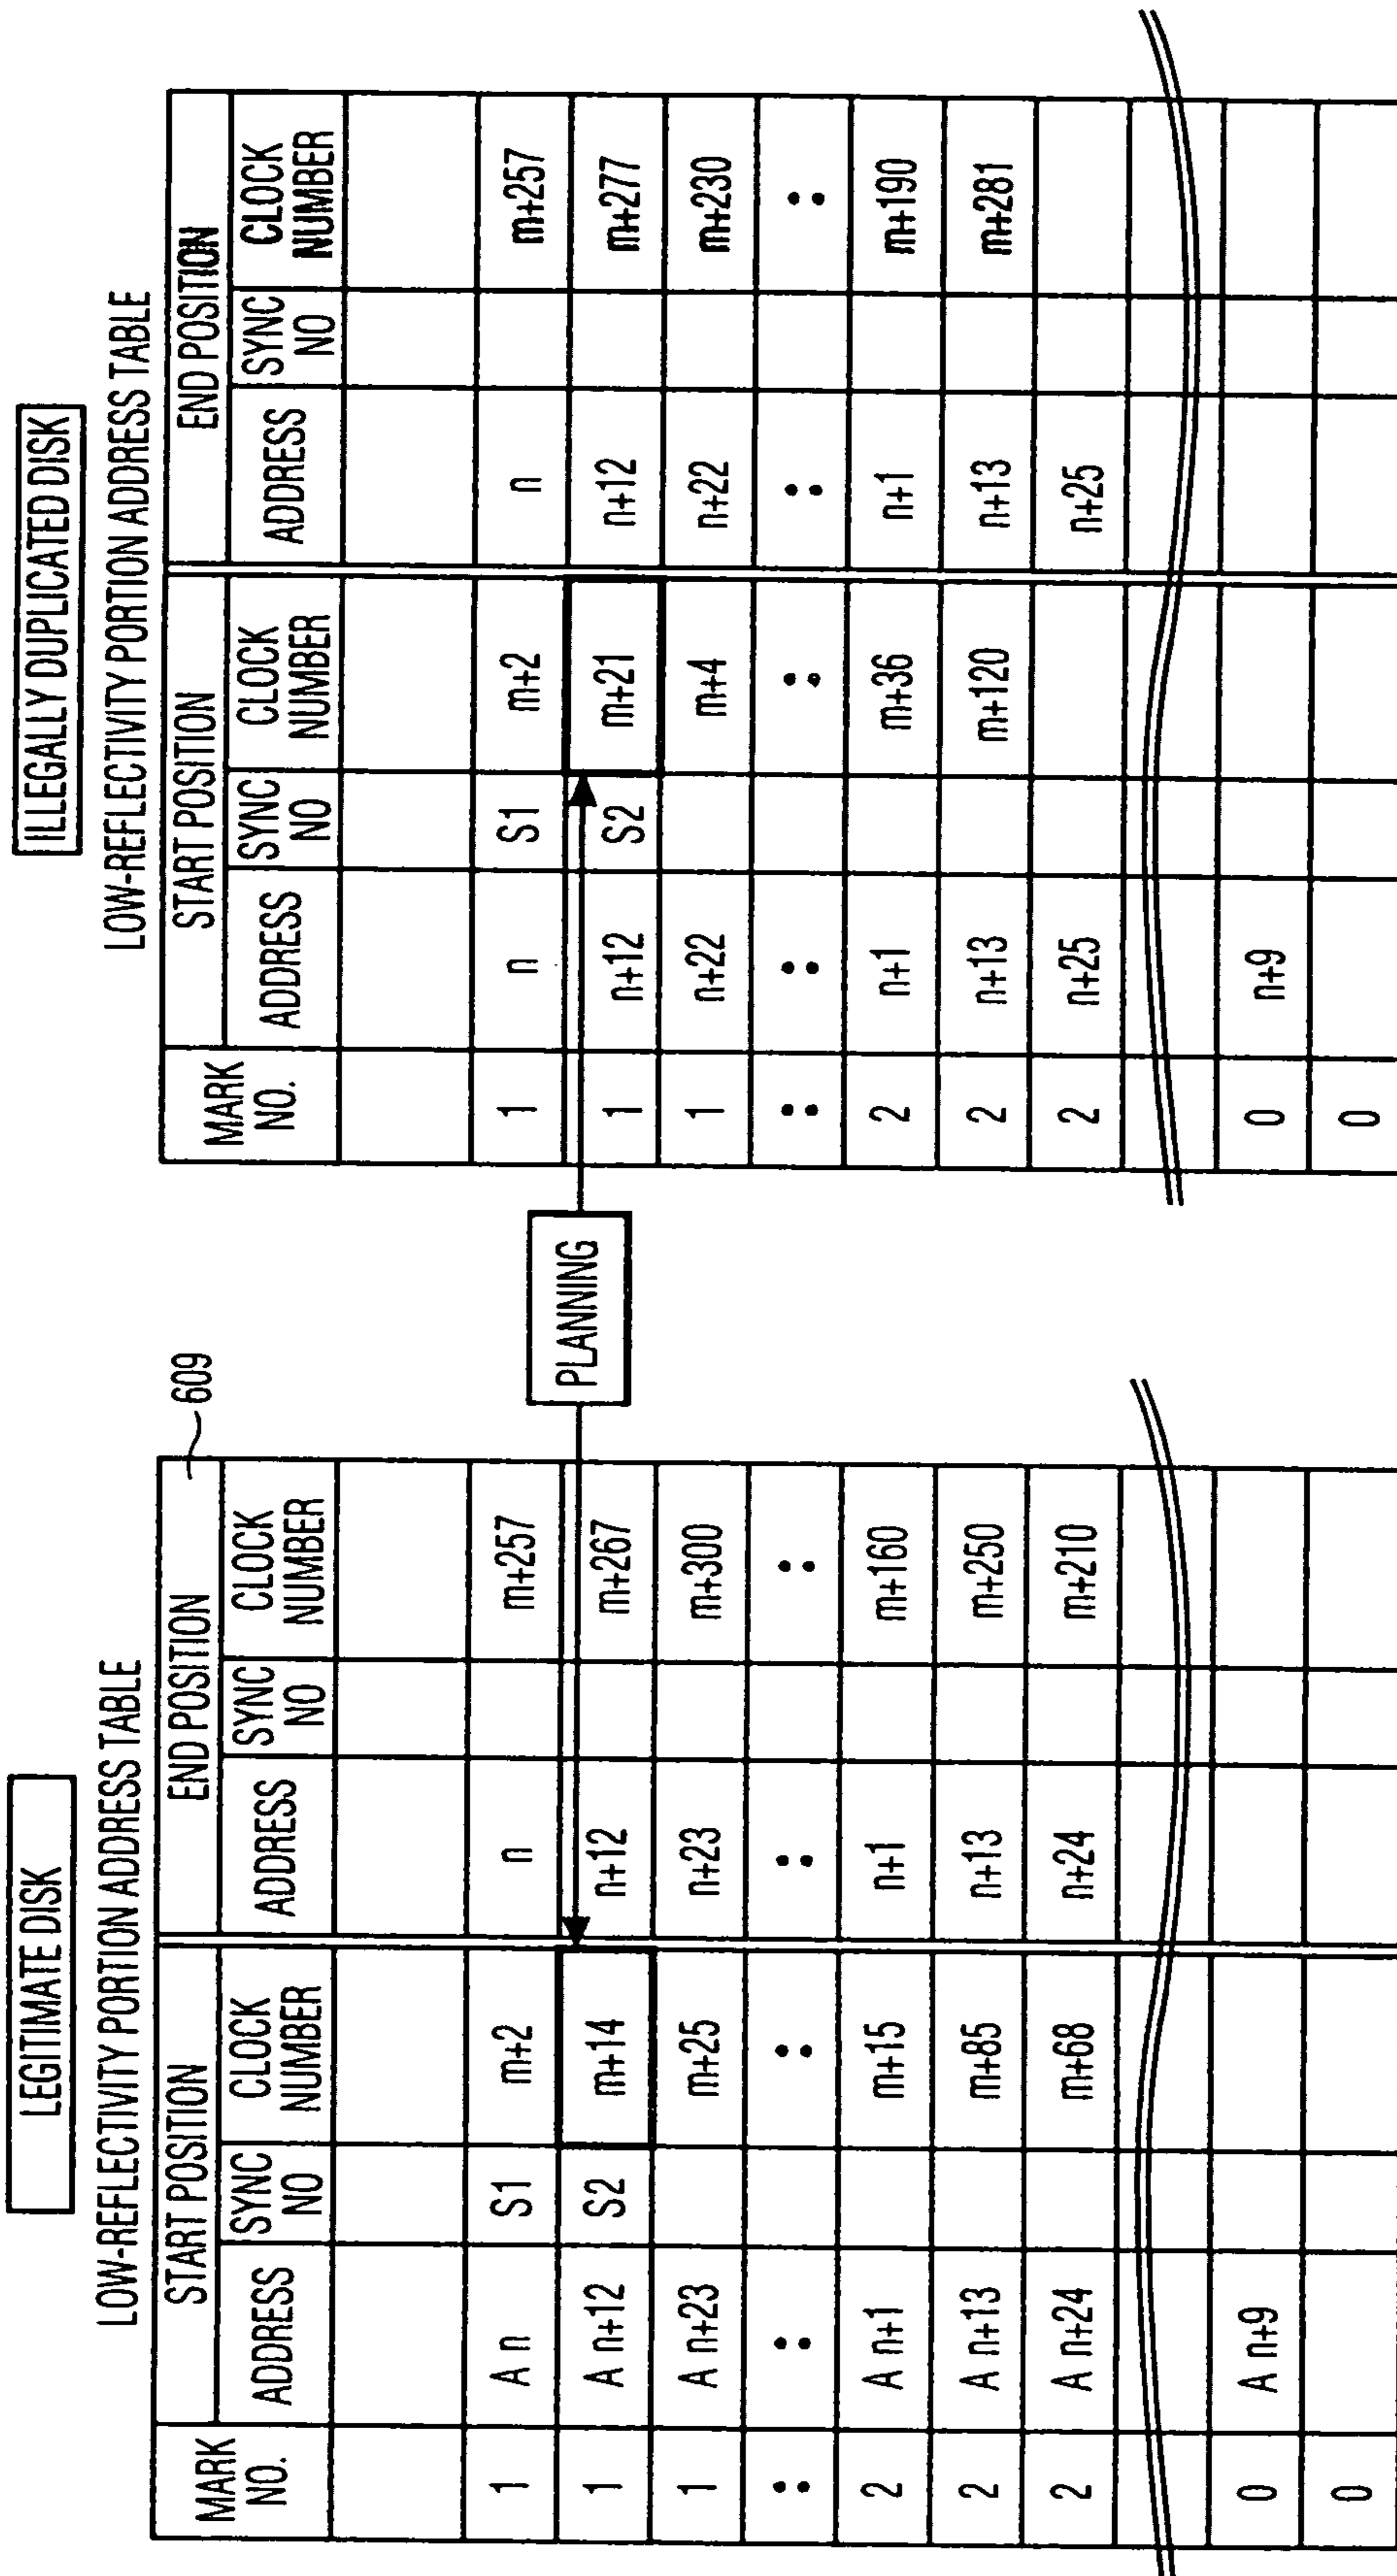 LEGITIMATE DISK
LOW-REFLECTIVITY PORTION ADDRESS TABLE
609
MARK NO. START POSITION END POSITION
ADDRESS SYNC NO CLOCK NUMBER ADDRESS SYNC NO CLOCK NUMBER
1 A n S1 m+2 n m+257
1 A n+12 S2 m+14 n+12 m+267
1 A n+23 m+25 n+23 m+300
: : : : :
2 A n+1 m+15 n+1 m+160
2 A n+13 m+85 n+13 m+250
2 A n+24 m+68 n+24 m+210
0 A n+9
0
PLANNING
ILLEGALLY DUPLICATED DISK
LOW-REFLECTIVITY PORTION ADDRESS TABLE
MARK NO. START POSITION END POSITION
ADDRESS SYNC NO CLOCK NUMBER ADDRESS SYNC NO CLOCK NUMBER
1 n S1 m+2 n m+257
1 n+12 S2 m+21 n+12 m+277
1 n+22 m+4 n+22 m+230
: : : : :
2 n+1 m+36 n+1 m+190
2 n+13 m+120 n+13 m+281
2 n+25 n+25
0 n+9
0